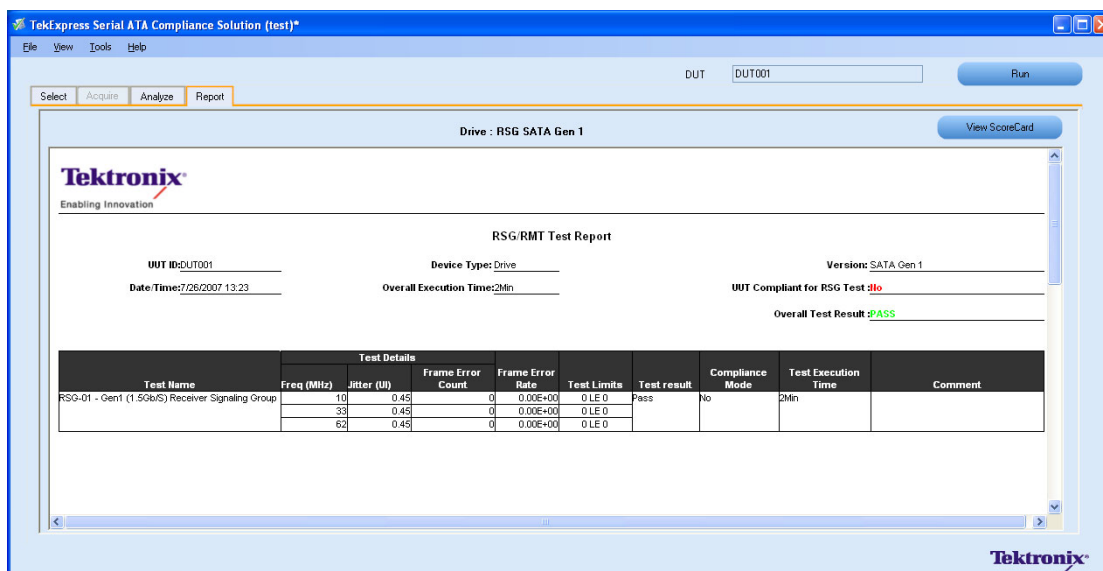 TekExpress Serial ATA Compliance Solution (test)*
File View Tools Help
DUT DUT001 Run
Select Acquire Analyze Report
Drive : RSG SATA Gen 1 View ScoreCard
Tektronix
Enabling Innovation
RSG/RMT Test Report
UUT ID:DUT001 Device Type: Drive Version: SATA Gen 1
Date/Time:7/26/2007 13:23 Overall Execution Time:2Min UUT Compliant for RSG Test :No
Overall Test Result :PASS
Test Details
Test Name Freq (MHz) Jitter (UI) Frame Error Count Frame Error Rate Test Limits Test result Compliance Mode Test Execution Time Comment
RSG-01 - Gen1 (1.5Gb/S) Receiver Signaling Group 10 0.45 0 0.00E+00 0 LE 0 Pass No 2Min
33 0.45 0 0.00E+00 0 LE 0
62 0.45 0 0.00E+00 0 LE 0
Tektronix